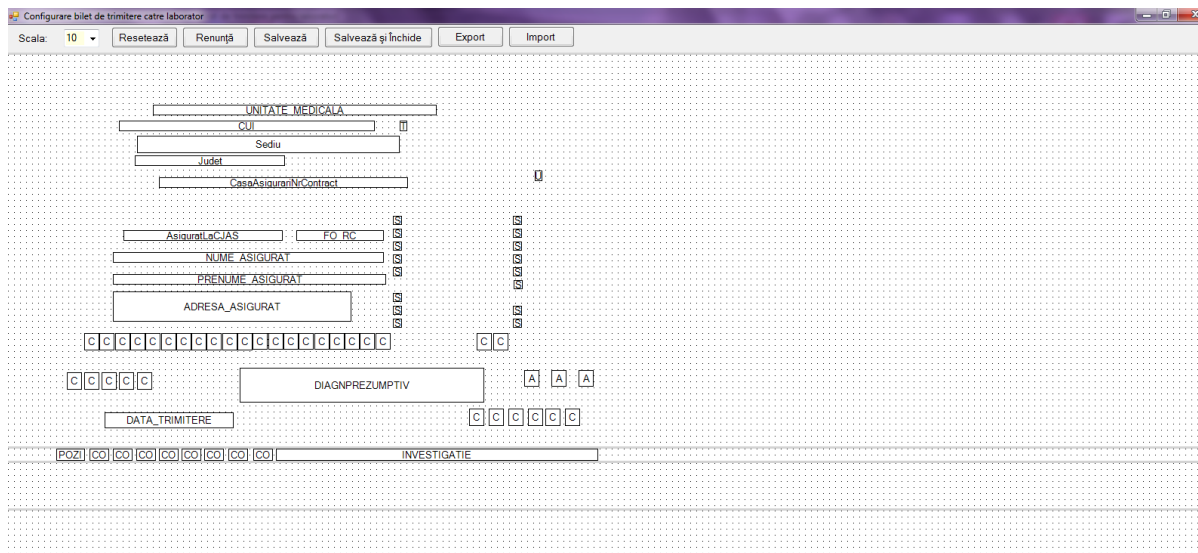 Configurare bilet de trimitere catre laborator
Scala: 10 Resetează Renunță Salvează Salvează și Închide Export Import
UNITATE_MEDICALA
CUI T
Sediu
Judet
CasaAsigurariNrContract U
S S
AsiguratLaCJAS FO_RC S S
S S
NUME_ASIGURAT S S
S S
PRENUME_ASIGURAT S
S
ADRESA_ASIGURAT S S
S S
C C C C C C C C C C C C C C C C C C C C C C
C C C C C DIAGNPREZUMPTIV A A A
DATA_TRIMITERE C C C C C C
POZI CO CO CO CO CO CO CO CO INVESTIGATIE